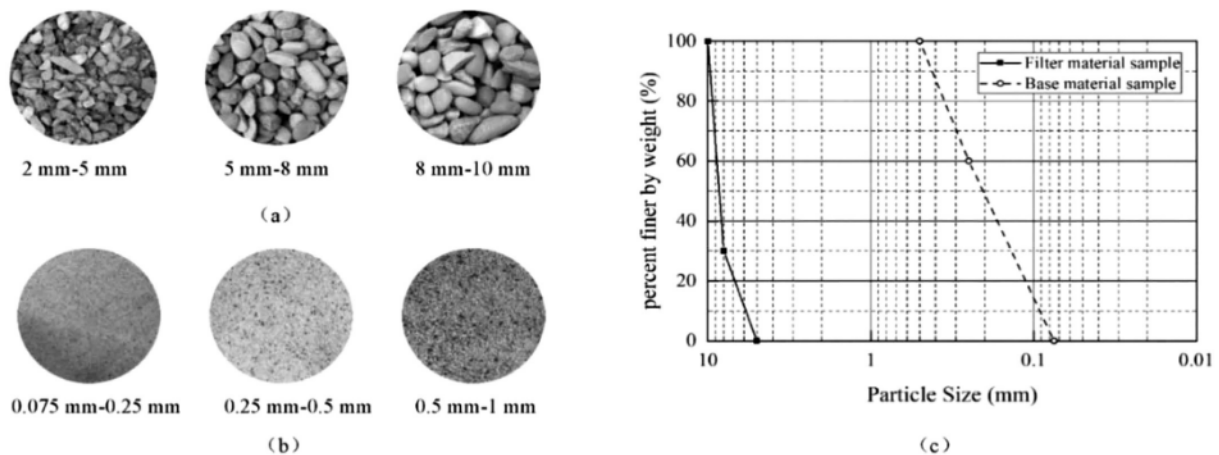 2 mm-5 mm
5 mm-8 mm
8 mm-10 mm
(a)
0.075 mm-0.25 mm
0.25 mm-0.5 mm
0.5 mm-1 mm
(b)
percent finer by weight (%)
100
80
60
40
20
0
Filter material sample
Base material sample
10
1
0.1
0.01
Particle Size (mm)
(c)